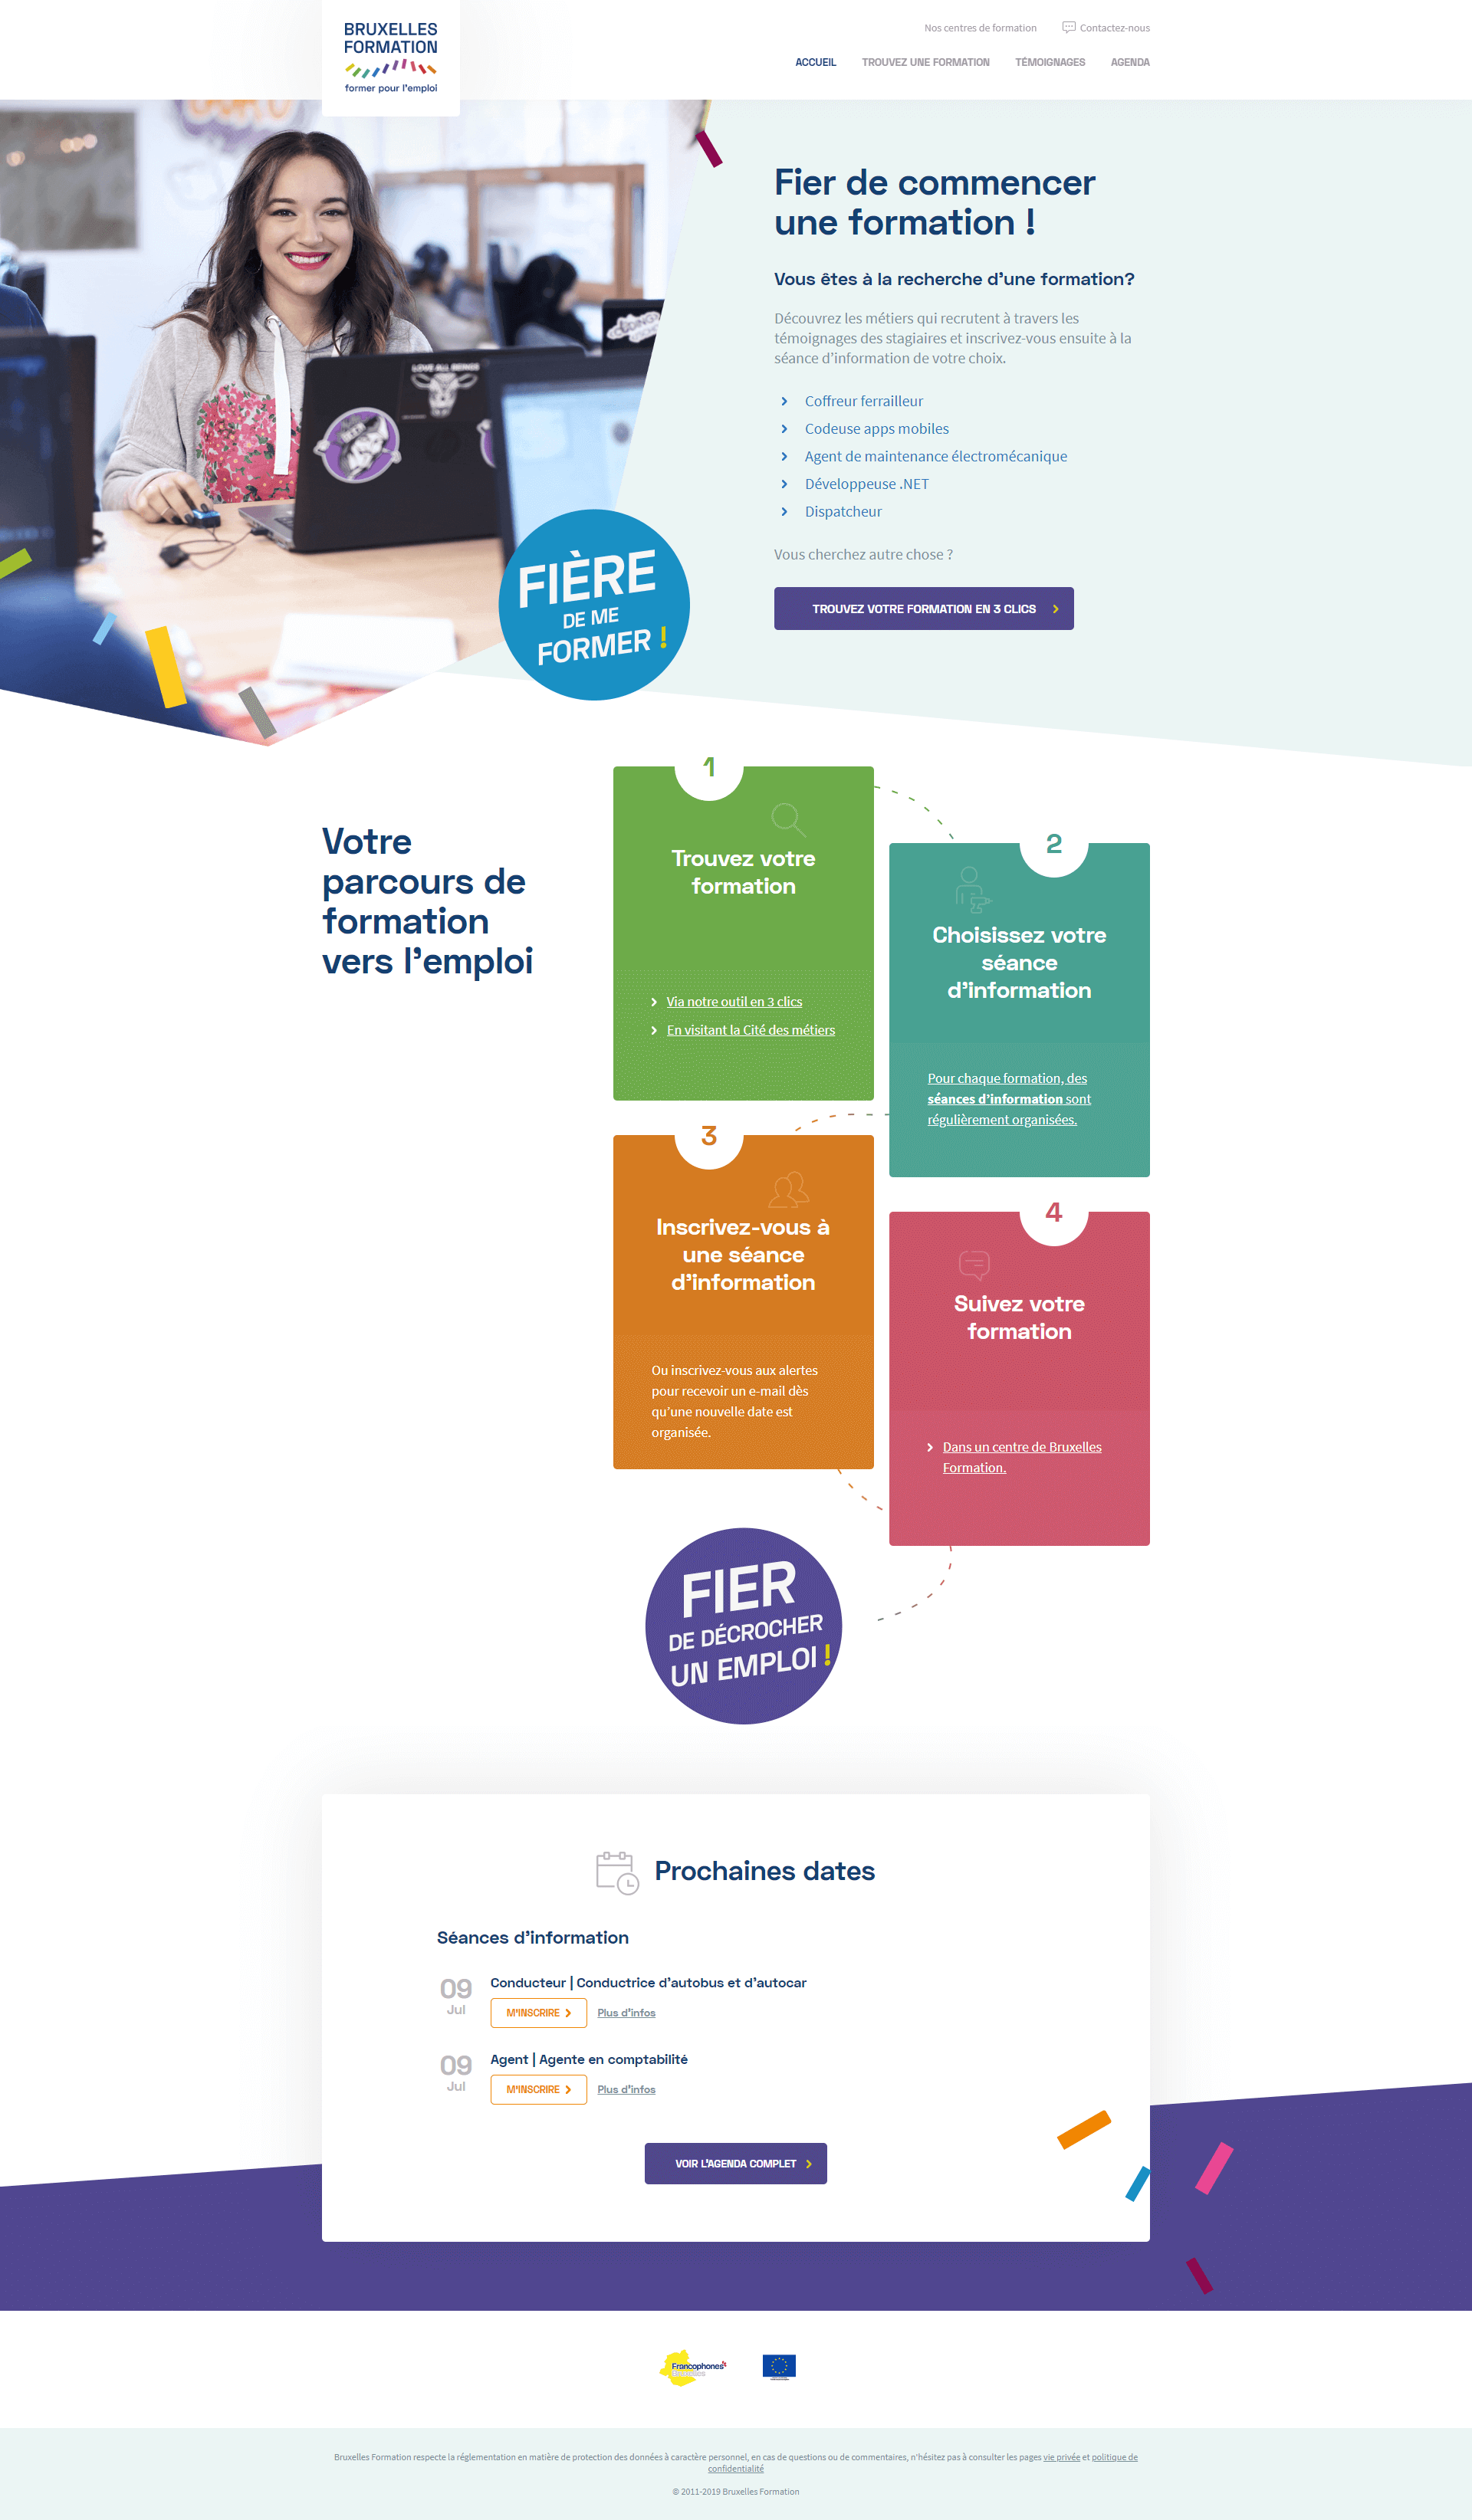 BRUXELLES
FORMATION
former pour l'emploi
Nos centres de formation
Contactez-nous
ACCUEIL
TROUVEZ UNE FORMATION
TÉMOIGNAGES
AGENDA
LOVE ALL BEINGS
Fier de commencer
une formation !
Vous êtes à la recherche d'une formation?
Découvrez les métiers qui recrutent à travers les
témoignages des stagiaires et inscrivez-vous ensuite à la
séance d'information de votre choix.
Coffreur ferrailleur
Codeuse apps mobiles
Agent de maintenance électromécanique
Développeuse .NET
Dispatcheur
Vous cherchez autre chose ?
TROUVEZ VOTRE FORMATION EN 3 CLICS
FIÈRE
DE ME
FORMER !
Votre
parcours de
formation
vers l'emploi
1
Trouvez votre
formation
Via notre outil en 3 clics
En visitant la Cité des métiers
2
Choisissez votre
séance
d'information
Pour chaque formation, des
séances d'information sont
régulièrement organisées.
3
Inscrivez-vous à
une séance
d'information
Ou inscrivez-vous aux alertes
pour recevoir un e-mail dès
qu'une nouvelle date est
organisée.
4
Suivez votre
formation
Dans un centre de Bruxelles
Formation.
FIER
DE DÉCROCHER
UN EMPLOI !
Prochaines dates
Séances d'information
09
Jul
Conducteur | Conductrice d'autobus et d'autocar
M'INSCRIRE
Plus d'infos
09
Jul
Agent | Agente en comptabilité
M'INSCRIRE
Plus d'infos
VOIR L'AGENDA COMPLET
Francophones
Bruxelles Formation respecte la réglementation en matière de protection des données à caractère personnel, en cas de questions ou de commentaires, n'hésitez pas à consulter les pages vie privée et politique de
confidentialité
© 2011-2019 Bruxelles Formation